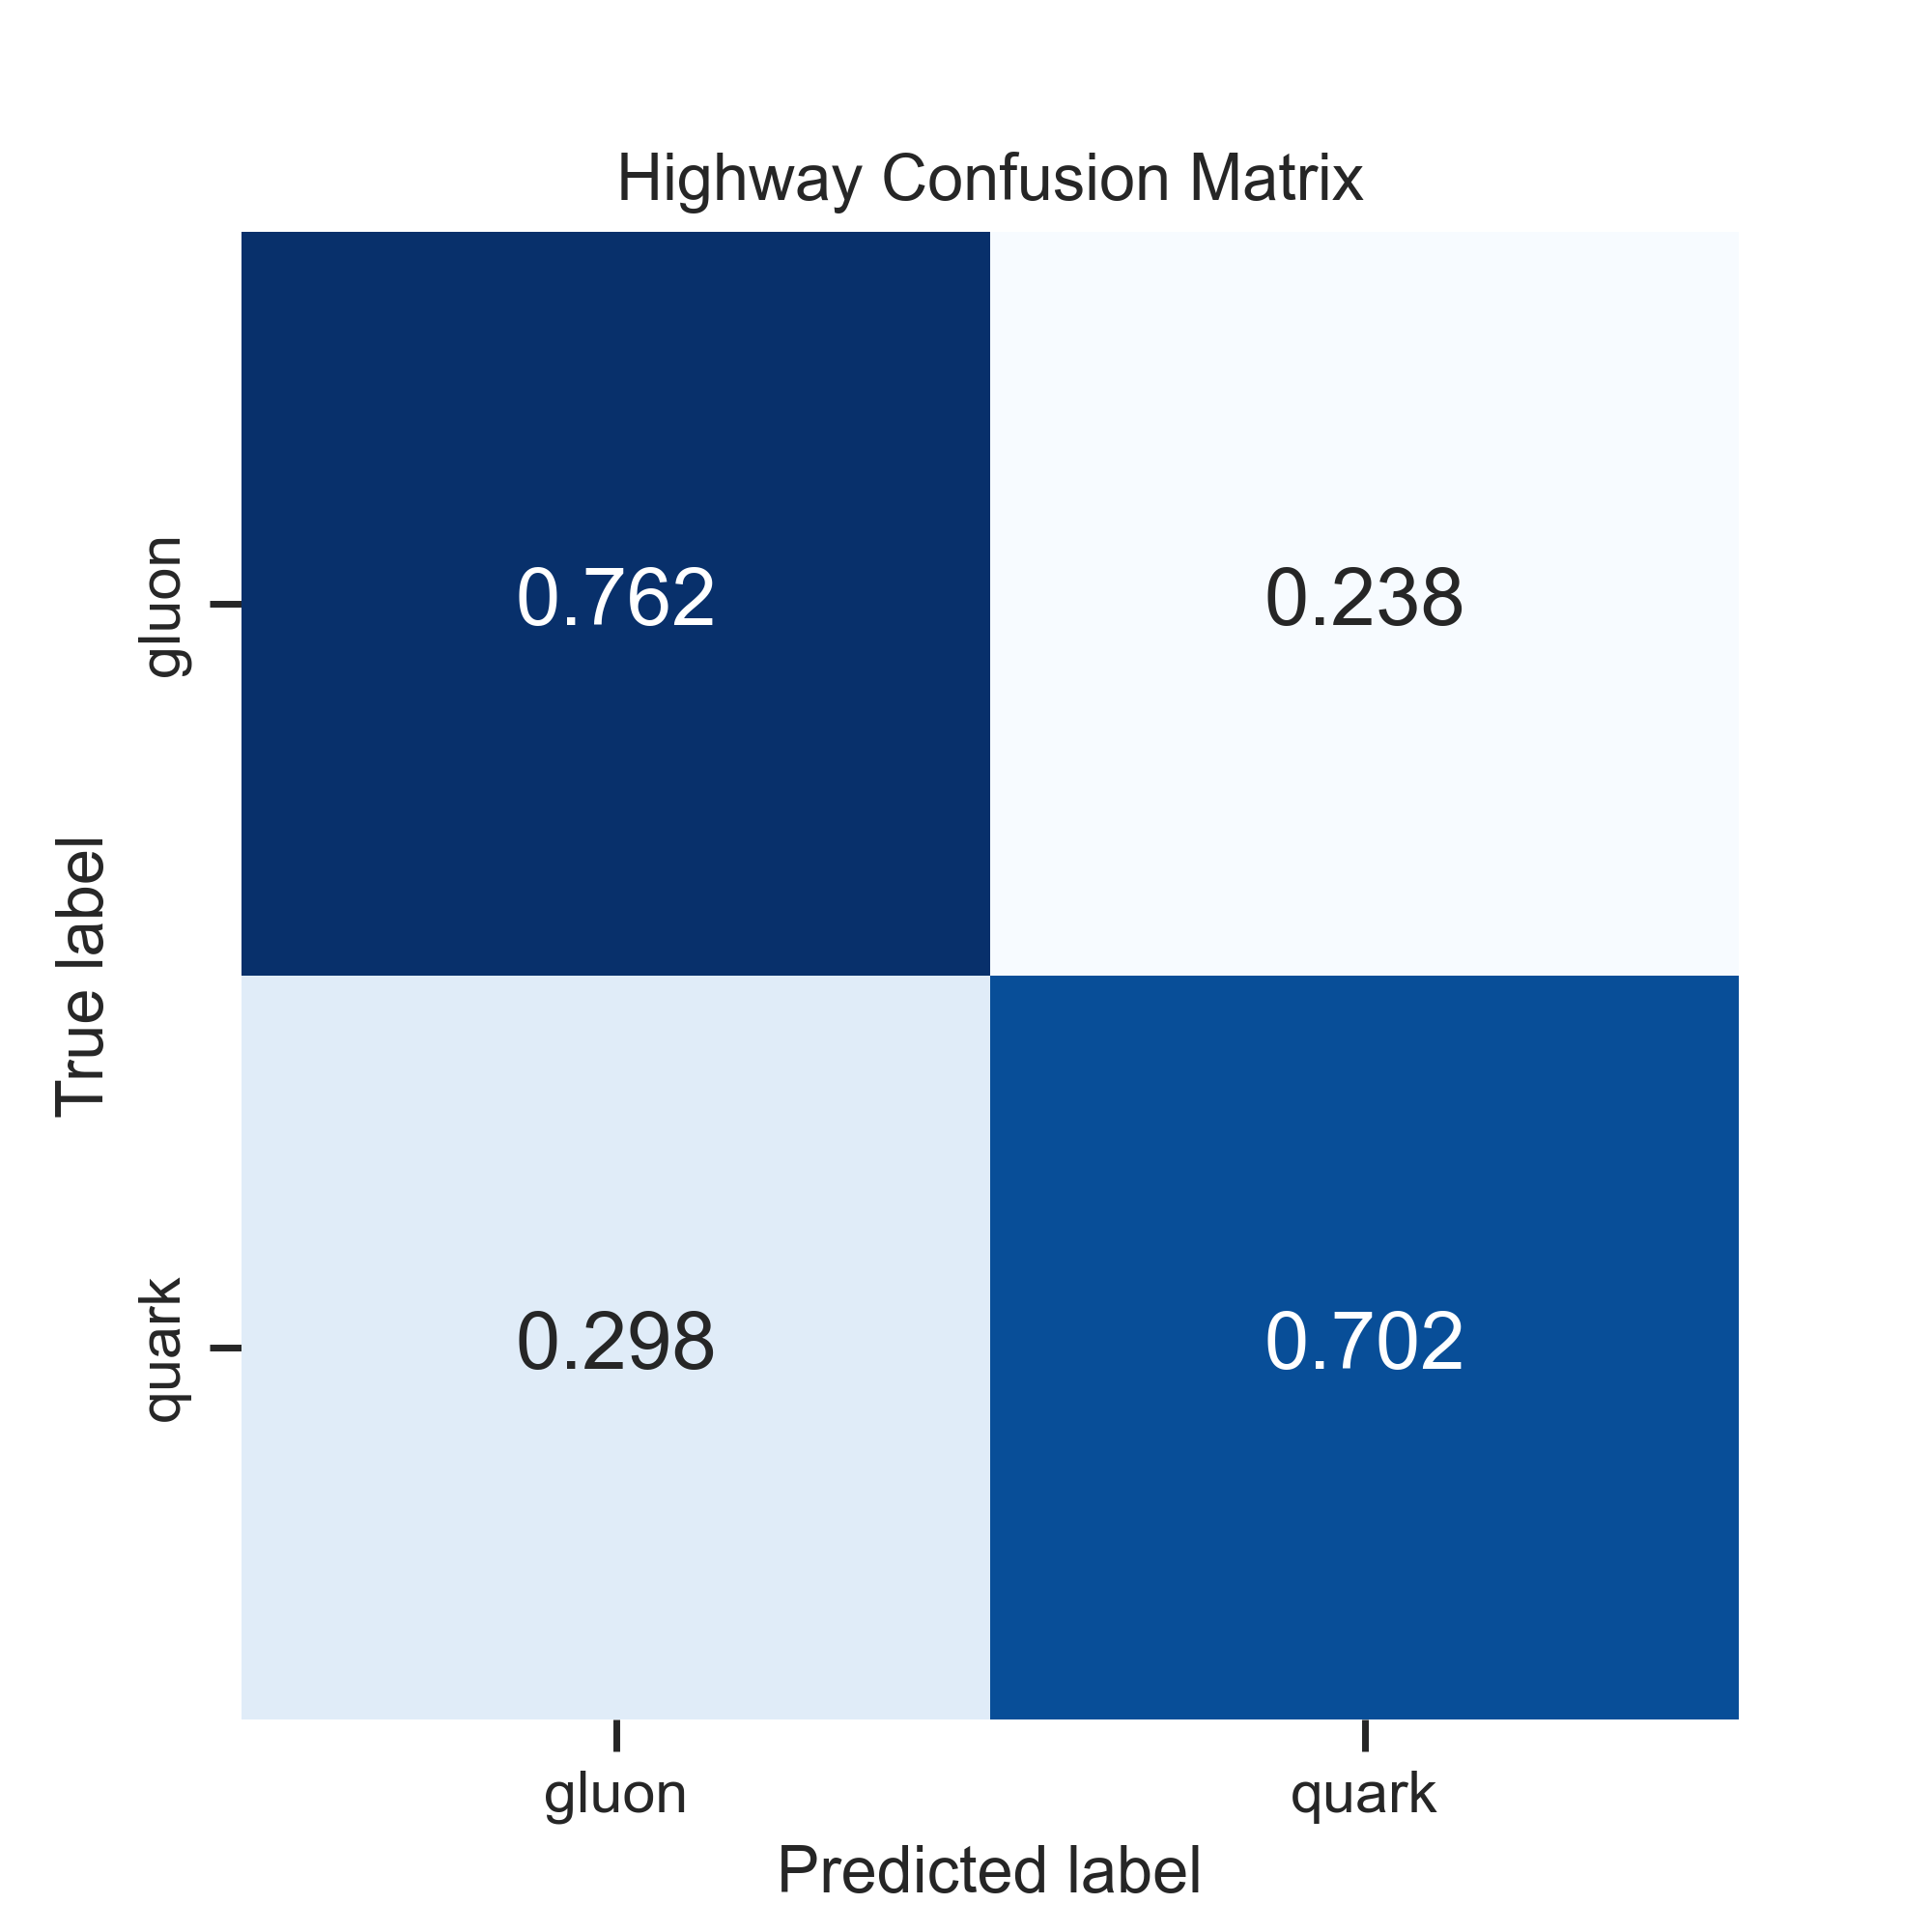 Highway Confusion Matrix
True label
gluon
0.762
0.238
quark
0.298
0.702
gluon
quark
Predicted label